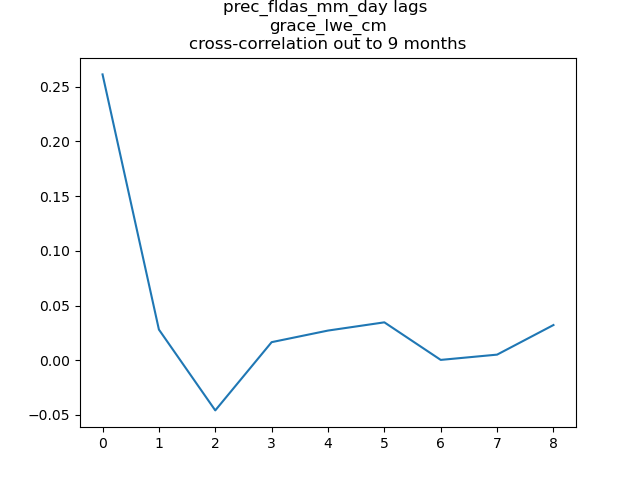 prec_fldas_mm_day lags
grace_lwe_cm
cross-correlation out to 9 months
0.25
0.20
0.15
0.10
0.05
0.00
−0.05
0 1 2 3 4 5 6 7 8